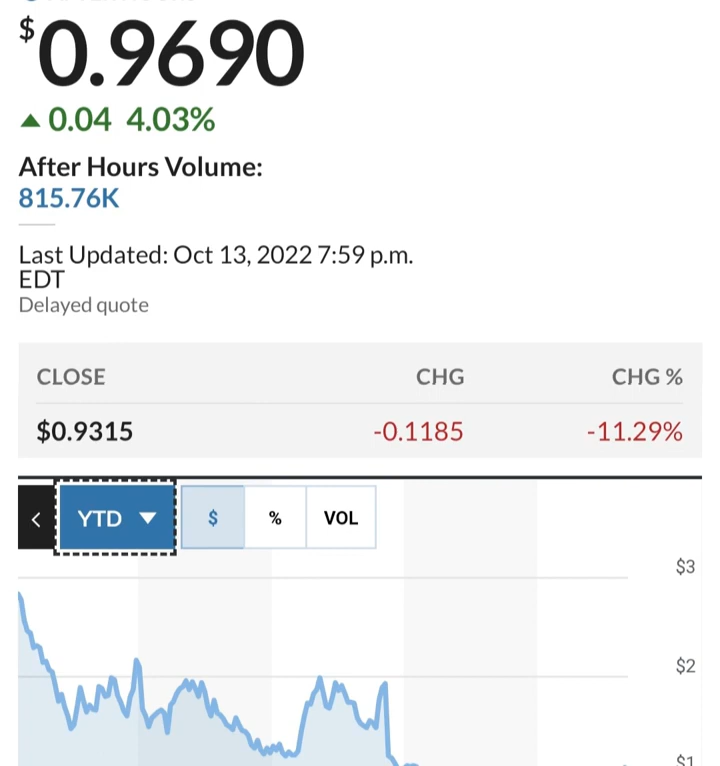 $0.9690
▲ 0.04 4.03%
After Hours Volume:
815.76K
Last Updated: Oct 13, 2022 7:59 p.m.
EDT
Delayed quote
CLOSE CHG CHG %
$0.9315 -0.1185 -11.29%
< YTD ▼ $ % VOL
$3
$2
$1